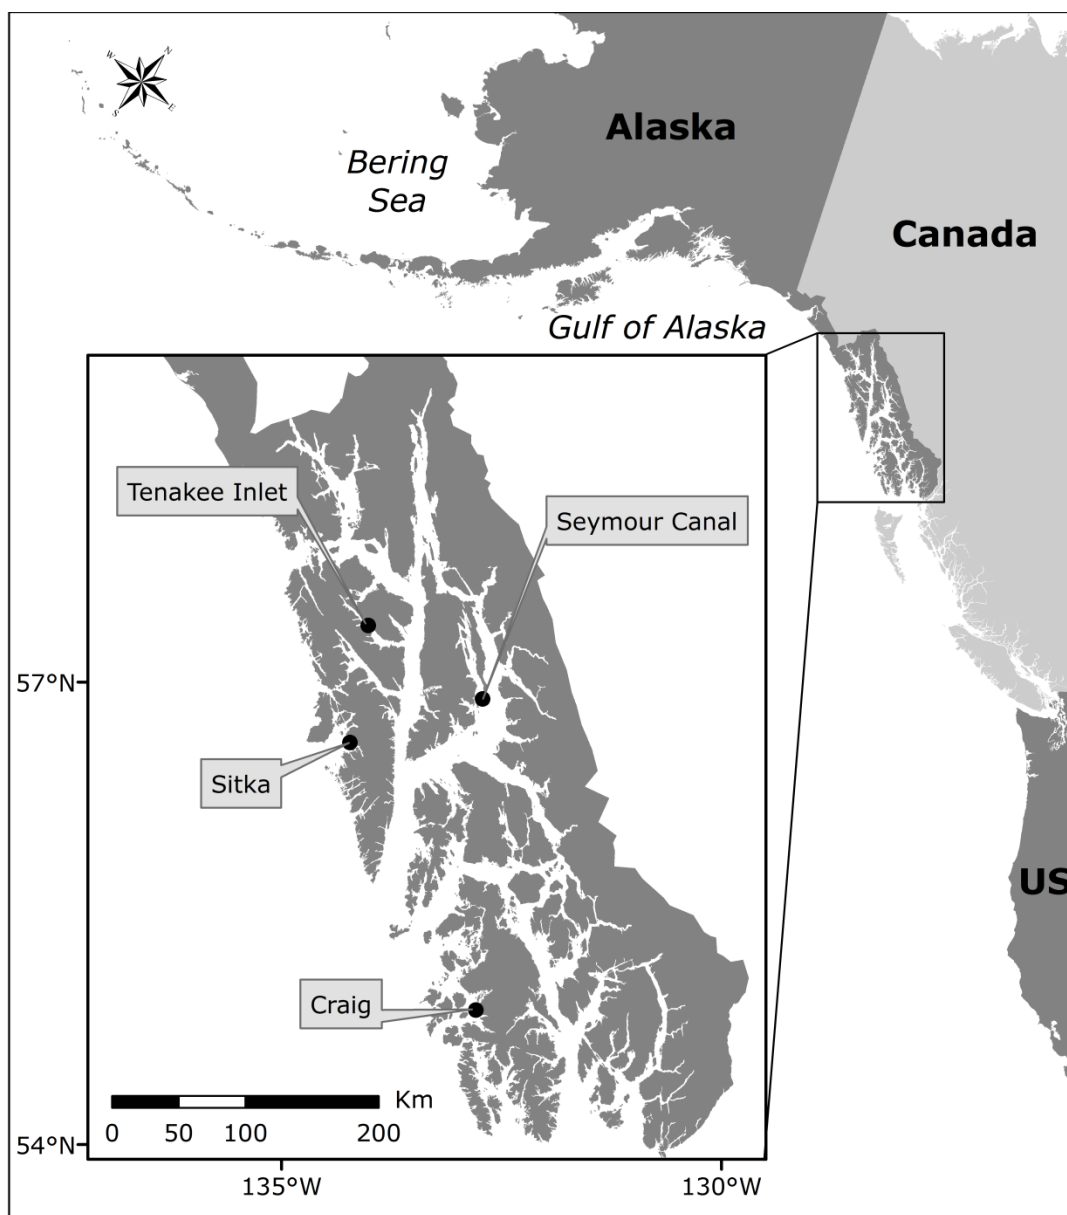 N
W
S
E
Alaska
Bering
Sea
Canada
Gulf of Alaska
Tenakee Inlet
Seymour Canal
57°N
Sitka
US
Craig
Km
0 50 100 200
54°N
135°W 130°W